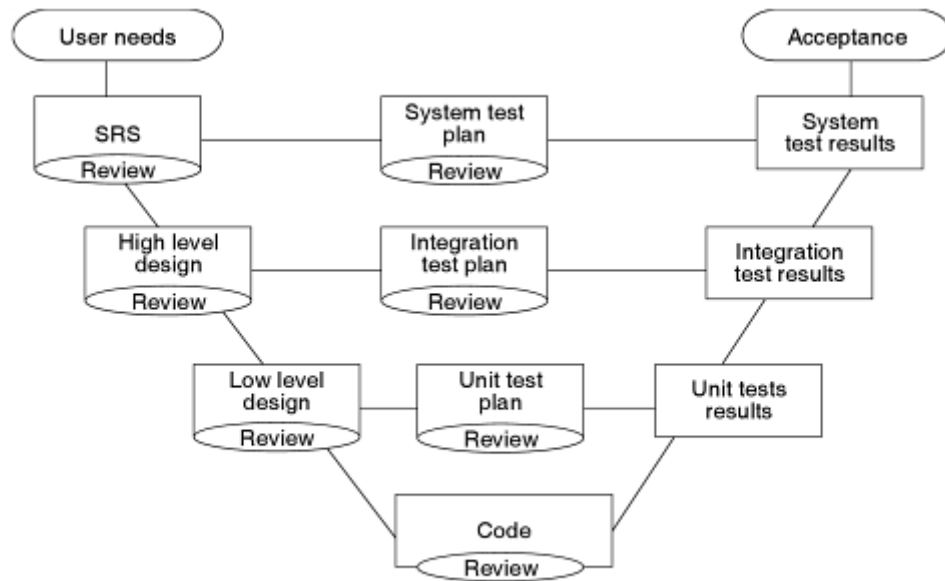 User needs
Acceptance
SRS
Review
System test
plan
Review
System
test results
High level
design
Review
Integration
test plan
Review
Integration
test results
Low level
design
Review
Unit test
plan
Review
Unit tests
results
Code
Review